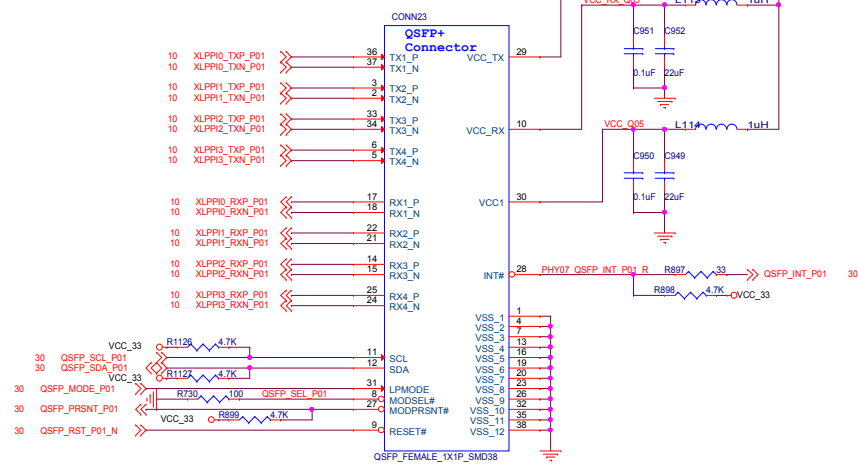 CONN23
QSFP+
Connector
VCC_RX_Q05
1uH
C951 C952
0.1uF 22uF
10 XLPPI0_TXP_P01 36 TX1_P VCC_TX 29
10 XLPPI0_TXN_P01 37 TX1_N
10 XLPPI1_TXP_P01 3 TX2_P
10 XLPPI1_TXN_P01 2 TX2_N
10 XLPPI2_TXP_P01 33 TX3_P
10 XLPPI2_TXN_P01 34 TX3_N VCC_RX 10 VCC_Q05 L114 1uH
10 XLPPI3_TXP_P01 6 TX4_P
10 XLPPI3_TXN_P01 5 TX4_N
C950 C949
0.1uF 22uF
10 XLPPI0_RXP_P01 17 RX1_P VCC1 30
10 XLPPI0_RXN_P01 18 RX1_N
10 XLPPI1_RXP_P01 22 RX2_P
10 XLPPI1_RXN_P01 21 RX2_N
10 XLPPI2_RXP_P01 14 RX3_P
10 XLPPI2_RXN_P01 15 RX3_N INT# 28 PHY07_QSFP_INT_P01_R R897 33 QSFP_INT_P01 30
10 XLPPI3_RXP_P01 25 RX4_P R898 4.7K VCC_33
10 XLPPI3_RXN_P01 24 RX4_N
VSS_1 1
VSS_2 4
VSS_3 7
VSS_4 13
VSS_5 16
VSS_6 19
VSS_7 20
VSS_8 23
VSS_9 26
VSS_10 32
VSS_11 35
VSS_12 38
VCC_33 R1126 4.7K
30 QSFP_SCL_P01 11 SCL
30 QSFP_SDA_P01 12 SDA
VCC_33 R1127 4.7K
30 QSFP_MODE_P01 31 LPMODE
R730 100 QSFP_SEL_P01 8 MODSEL#
30 QSFP_PRSNT_P01 27 MODPRSNT#
VCC_33 R899 4.7K
30 QSFP_RST_P01_N 9 RESET#
QSFP_FEMALE_1X1P_SMD38